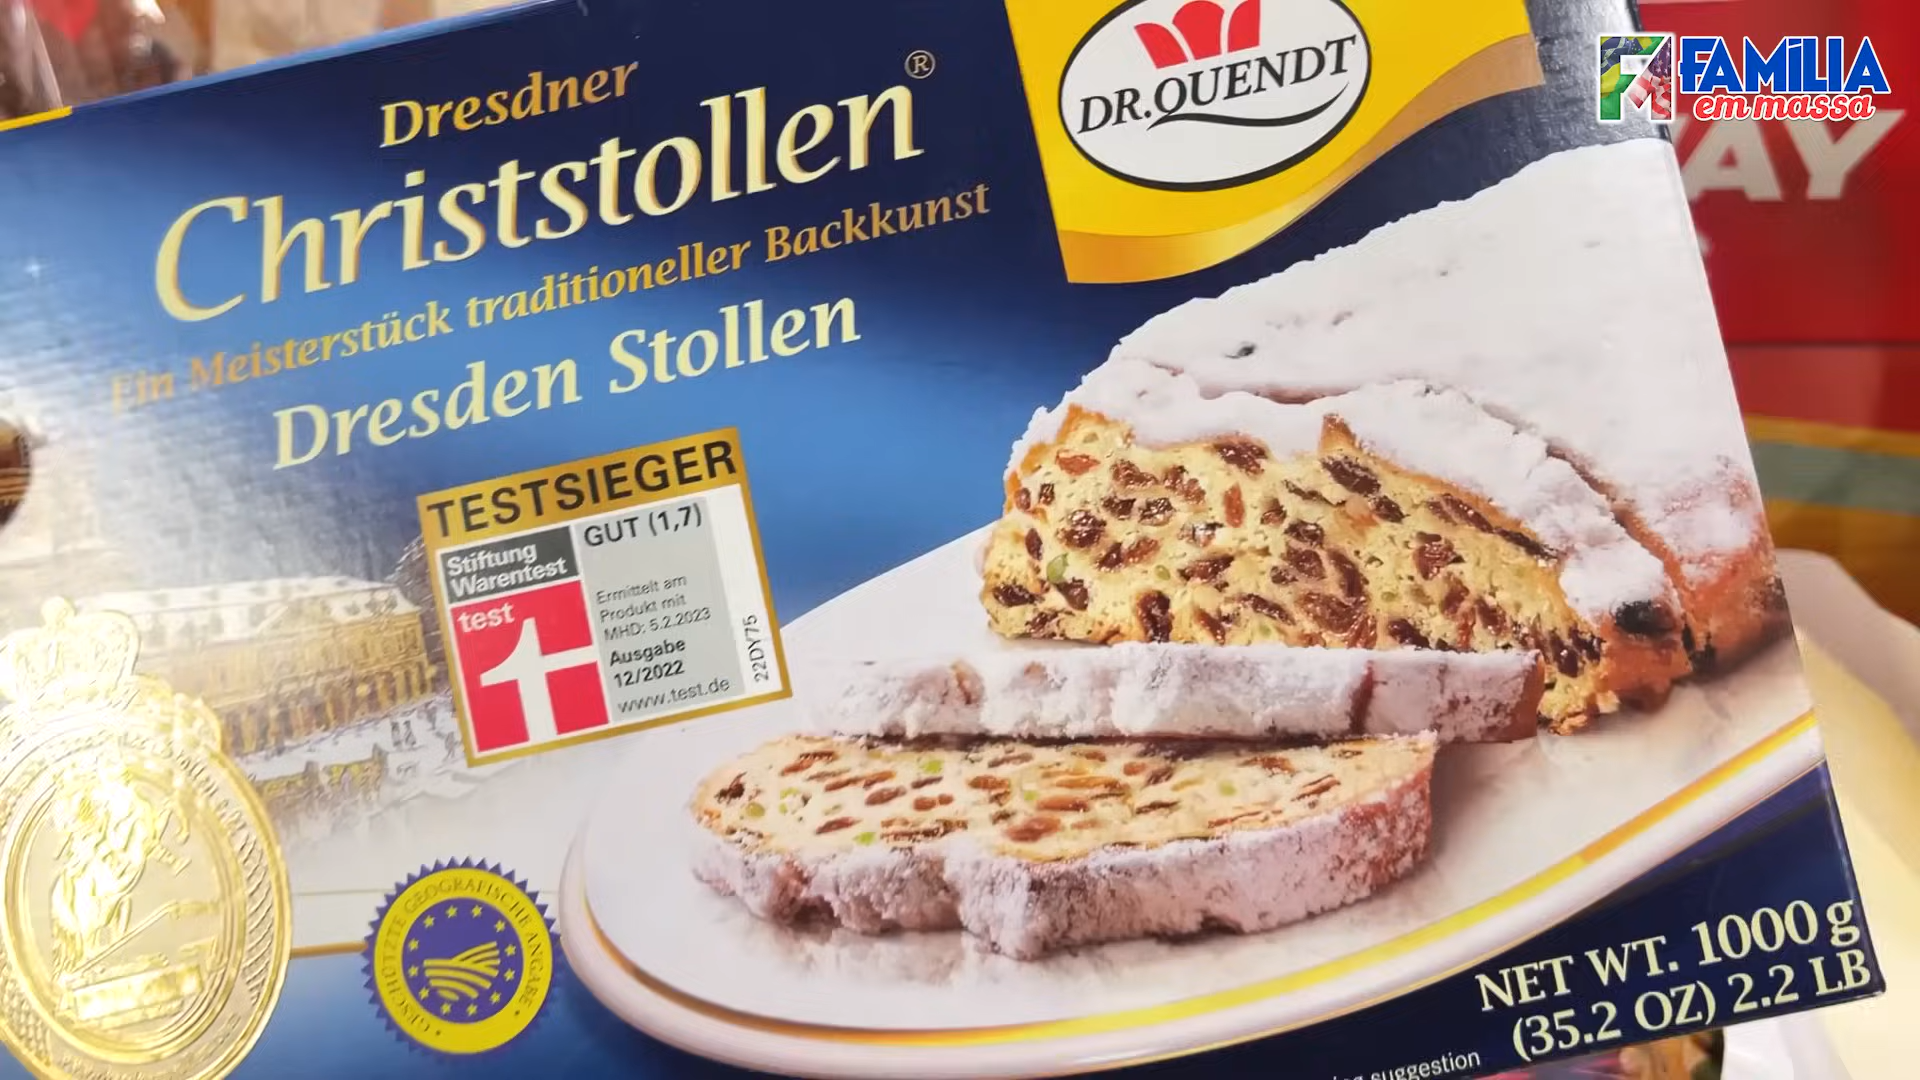 Dresdner
Christstollen®
Ein Meisterstück traditioneller Backkunst
Dresden Stollen
DR.QUENDT
FAMÍLIA
em massa
AY
TESTSIEGER
Stiftung
Warentest
test
GUT (1,7)
Ermittelt am
Produkt mit
MHD: 5.2.2023
Ausgabe
12/2022
www.test.de
22DY75
GESCHÜTZTE GEOGRAFISCHE ANGABE
NET WT. 1000 g
(35.2 OZ) 2.2 LB
suggestion